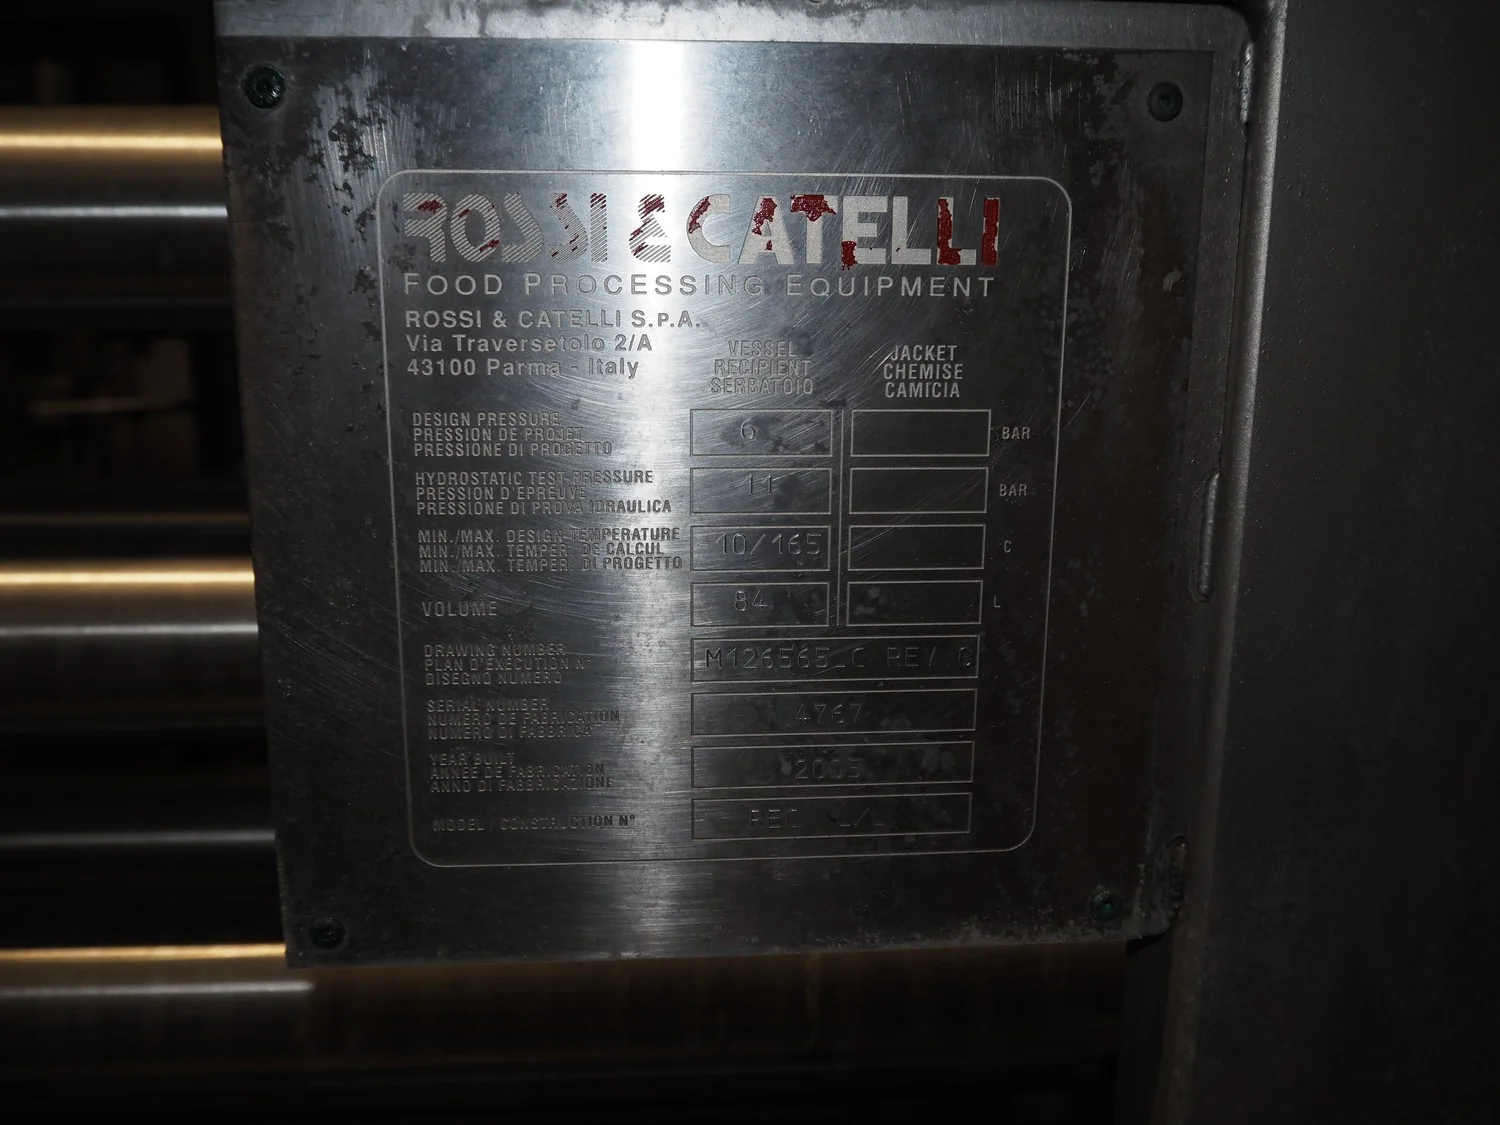 ROSSI & CATELLI
FOOD PROCESSING EQUIPMENT
ROSSI & CATELLI S.P.A.
Via Traversetolo 2/A
43100 Parma - Italy
VESSEL
RECIPIENT
SERBATOIO
JACKET
CHEMISE
CAMICIA
DESIGN PRESSURE
PRESSION DE PROJET
PRESSIONE DI PROGETTO
6
BAR
HYDROSTATIC TEST PRESSURE
PRESSION D'EPREUVE
PRESSIONE DI PROVA IDRAULICA
11
BAR
MIN./MAX. DESIGN TEMPERATURE
MIN./MAX. TEMPER. DE CALCUL
MIN./MAX. TEMPER. DI PROGETTO
10/165
C
VOLUME
84
L
DRAWING NUMBER
PLAN D'EXECUTION N°
DISEGNO NUMERO
M126565_C REV.
SERIAL NUMBER
NUMERO DE FABRICATION
NUMERO DI FABBRICA
4767
YEAR BUILT
ANNÉE DE FABRICATION
ANNO DI FABBRICAZIONE
MODEL / CONSTRUCTION N°
REC L/L